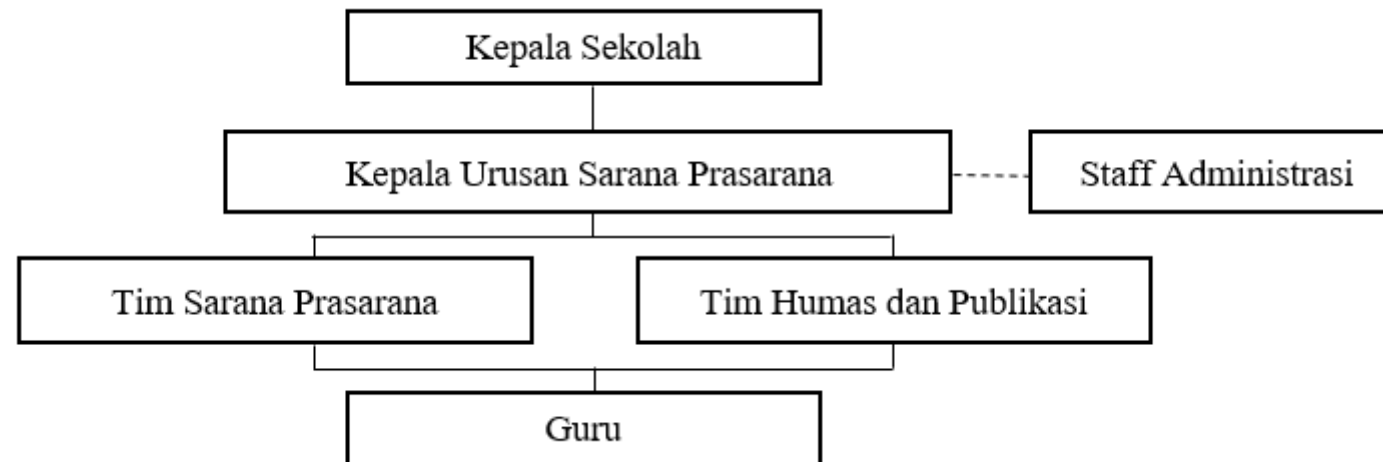 Kepala Sekolah
Kepala Urusan Sarana Prasarana
Staff Administrasi
Tim Sarana Prasarana
Tim Humas dan Publikasi
Guru